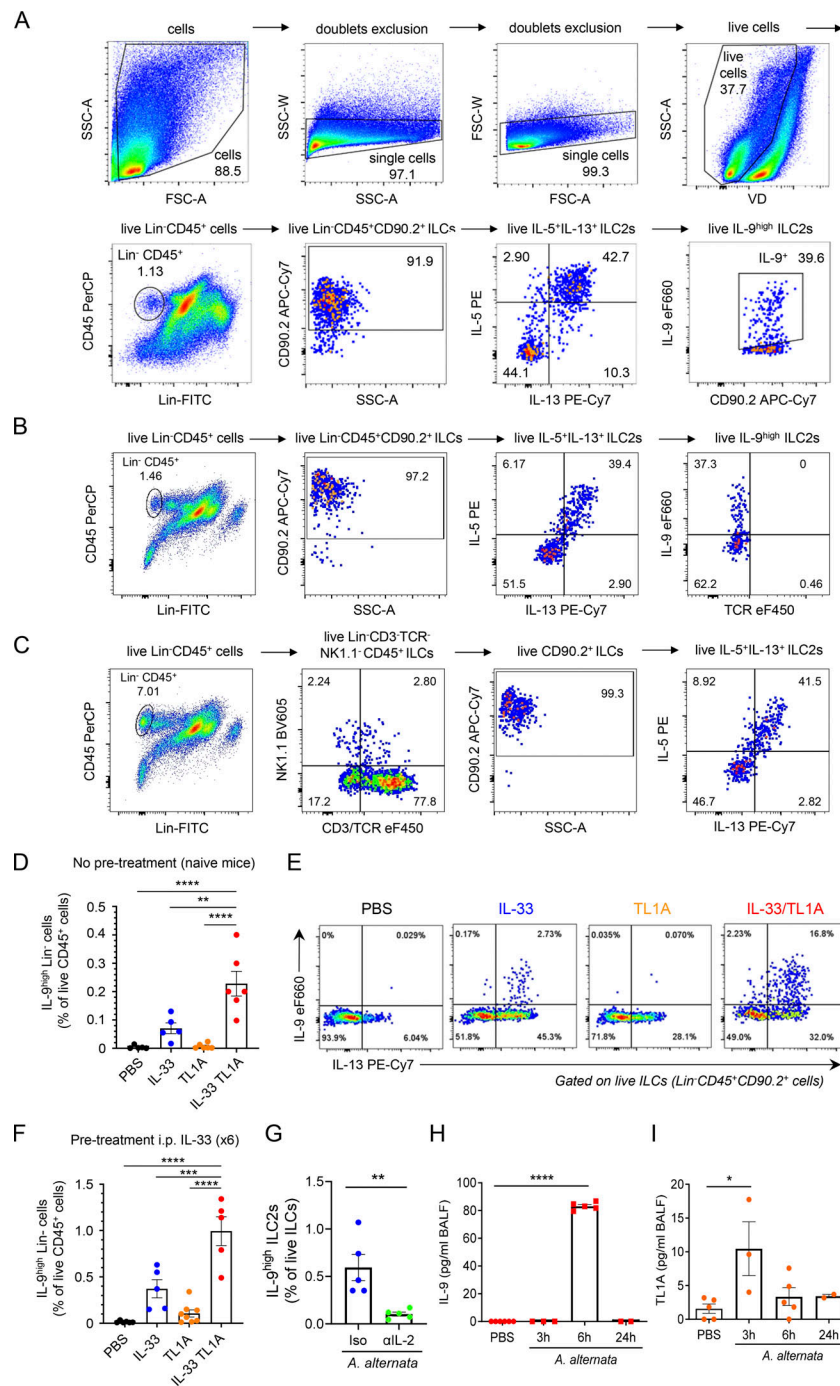 A
cells
doublets exclusion
doublets exclusion
live cells
SSC-A
cells
88.5
FSC-A
SSC-W
single cells
97.1
SSC-A
FSC-W
single cells
99.3
FSC-A
SSC-A
live
cells
37.7
VD
live Lin⁻CD45⁺ cells
live Lin⁻CD45⁺CD90.2⁺ ILCs
live IL-5⁺IL-13⁺ ILC2s
live IL-9ʰⁱᵍʰ ILC2s
CD45 PerCP
Lin⁻ CD45⁺
1.13
Lin-FITC
CD90.2 APC-Cy7
91.9
SSC-A
IL-5 PE
2.90
42.7
44.1
10.3
IL-13 PE-Cy7
IL-9 eF660
IL-9⁺ 39.6
CD90.2 APC-Cy7
B
live Lin⁻CD45⁺ cells
live Lin⁻CD45⁺CD90.2⁺ ILCs
live IL-5⁺IL-13⁺ ILC2s
live IL-9ʰⁱᵍʰ ILC2s
CD45 PerCP
Lin⁻ CD45⁺
1.46
Lin-FITC
CD90.2 APC-Cy7
97.2
SSC-A
IL-5 PE
6.17
39.4
51.5
2.90
IL-13 PE-Cy7
IL-9 eF660
37.3
0
62.2
0.46
TCR eF450
C
live Lin⁻CD45⁺ cells
live Lin⁻CD3⁻TCR⁻
NK1.1⁻ CD45⁺ ILCs
live CD90.2⁺ ILCs
live IL-5⁺IL-13⁺ ILC2s
CD45 PerCP
Lin⁻ CD45⁺
7.01
Lin-FITC
NK1.1 BV605
2.24
2.80
17.2
77.8
CD3/TCR eF450
CD90.2 APC-Cy7
99.3
SSC-A
IL-5 PE
8.92
41.5
46.7
2.82
IL-13 PE-Cy7
D
No pre-treatment (naive mice)
****
**
****
IL-9ʰⁱᵍʰ Lin⁻ cells
(% of live CD45⁺ cells)
0.5
0.4
0.3
0.2
0.1
0
PBS
IL-33
TL1A
IL-33 TL1A
E
PBS
IL-33
TL1A
IL-33/TL1A
IL-9 eF660
0%
0.029%
93.9%
6.04%
0.17%
2.73%
51.8%
45.3%
0.035%
0.070%
71.8%
28.1%
2.23%
16.8%
49.0%
32.0%
IL-13 PE-Cy7
Gated on live ILCs (Lin⁻CD45⁺CD90.2⁺ cells)
F
Pre-treatment i.p. IL-33 (x6)
****
***
****
IL-9ʰⁱᵍʰ Lin- cells
(% of live CD45⁺ cells)
1.5
1.0
0.5
0
PBS
IL-33
TL1A
IL-33 TL1A
G
**
IL-9ʰⁱᵍʰ ILC2s
(% of live ILCs)
1.5
1.0
0.5
0.0
Iso
αIL-2
A. alternata
H
****
IL-9 (pg/ml BALF)
100
80
60
40
20
0
PBS
3h
6h
24h
A. alternata
I
*
TL1A (pg/ml BALF)
20
15
10
5
0
PBS
3h
6h
24h
A. alternata